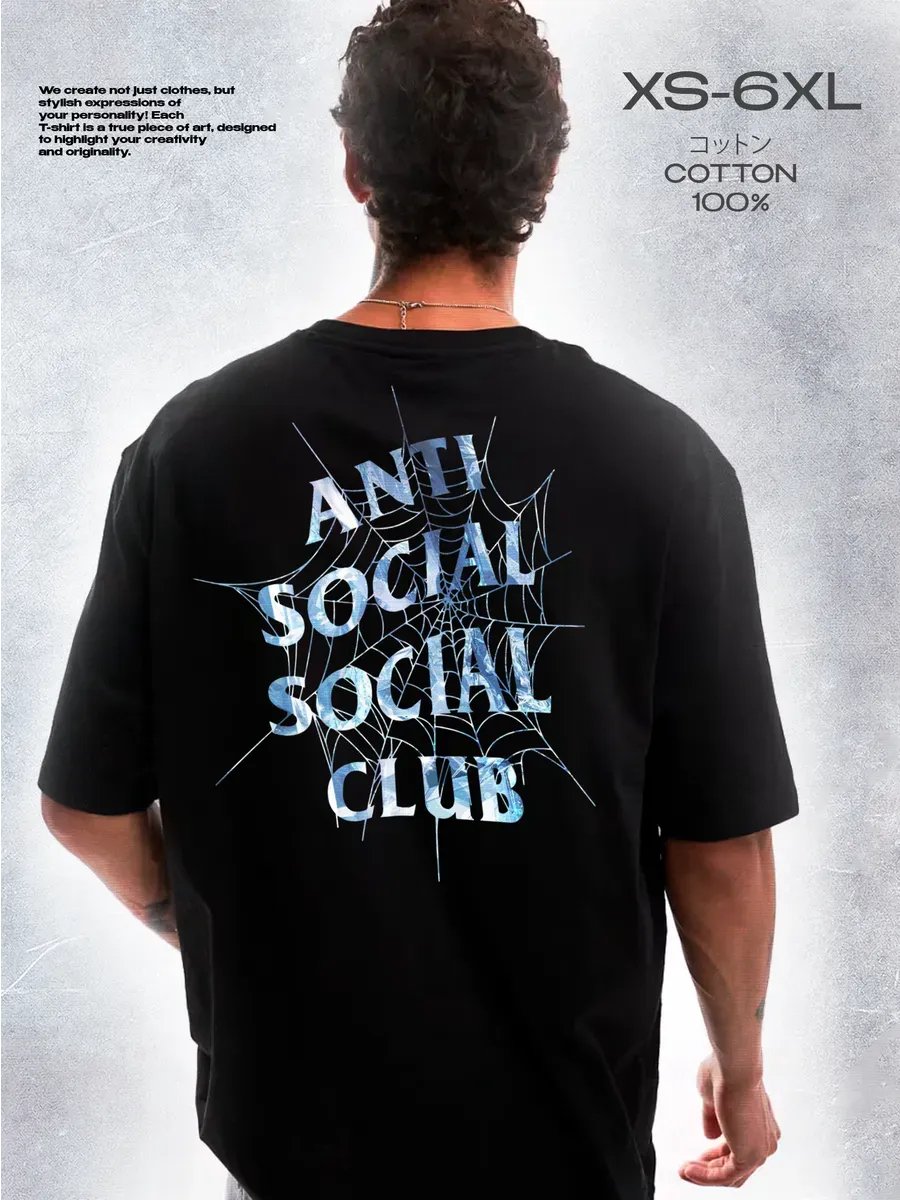 We create not just clothes, but
stylish expressions of
your personality! Each
T-shirt is a true piece of art, designed
to highlight your creativity
and originality.
XS-6XL
コットン
COTTON
100%
ANTI
SOCIAL
SOCIAL
CLUB